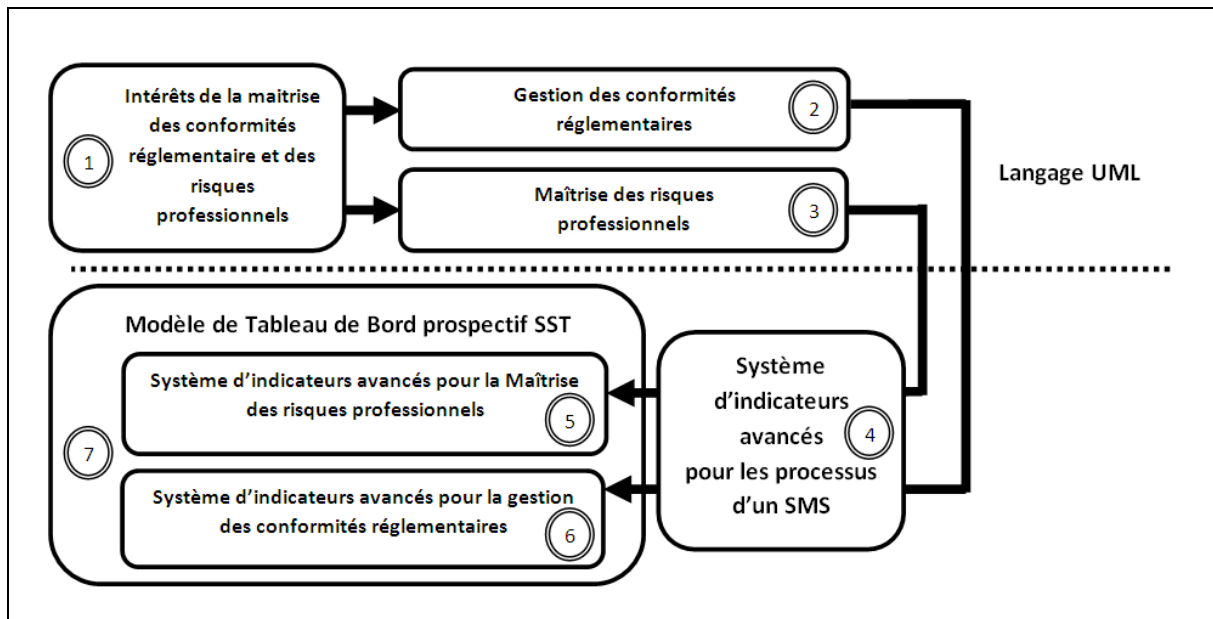 Intérêts de la maitrise
des conformités
réglementaire et des
risques
professionnels
1
Gestion des conformités
réglementaires
2
Maîtrise des risques
professionnels
3
Langage UML
Modèle de Tableau de Bord prospectif SST
Système d'indicateurs avancés pour la Maîtrise
des risques professionnels
5
Système d'indicateurs avancés pour la gestion
des conformités réglementaires
6
7
Système
d'indicateurs
avancés
pour les processus
d'un SMS
4